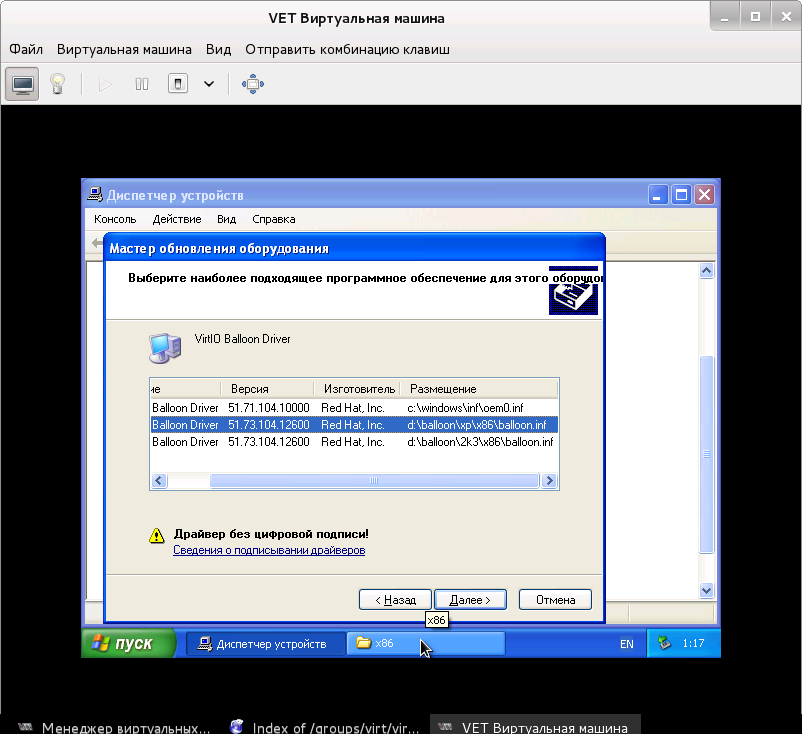 VET Виртуальная машина
Файл Виртуальная машина Вид Отправить комбинацию клавиш
Диспетчер устройств
Консоль Действие Вид Справка
Мастер обновления оборудования
Выберите наиболее подходящее программное обеспечение для этого оборудов
VirtIO Balloon Driver
ие Версия Изготовитель Размещение
Balloon Driver 51.71.104.10000 Red Hat, Inc. c:\windows\inf\oem0.inf
Balloon Driver 51.73.104.12600 Red Hat, Inc. d:\balloon\xp\x86\balloon.inf
Balloon Driver 51.73.104.12600 Red Hat, Inc. d:\balloon\2k3\x86\balloon.inf
Драйвер без цифровой подписи!
Сведения о подписывании драйверов
< Назад Далее > Отмена
x86
пуск Диспетчер устройств x86 EN 1:17
Менеджер виртуальных... Index of /groups/virt/vir... VET Виртуальная машина